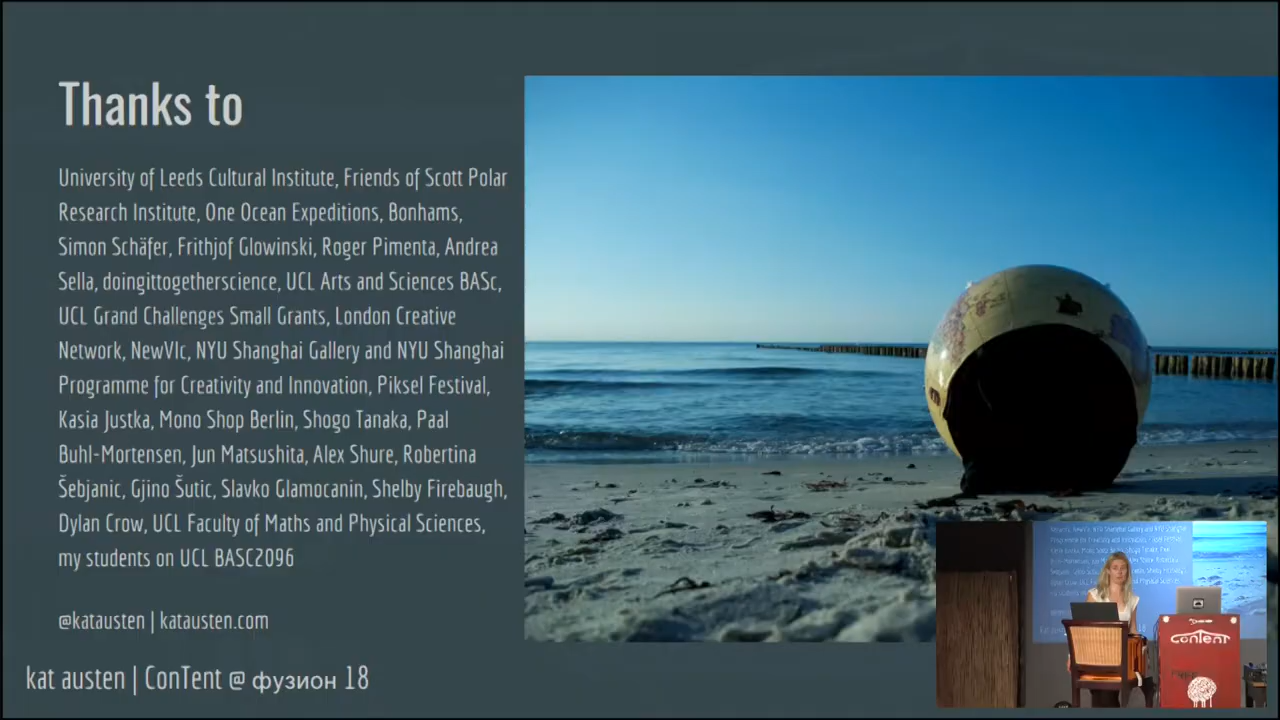 Thanks to
University of Leeds Cultural Institute, Friends of Scott Polar
Research Institute, One Ocean Expeditions, Bonhams,
Simon Schäfer, Frithjof Glowinski, Roger Pimenta, Andrea
Sella, doingittogetherscience, UCL Arts and Sciences BASc,
UCL Grand Challenges Small Grants, London Creative
Network, NewVIc, NYU Shanghai Gallery and NYU Shanghai
Programme for Creativity and Innovation, Piksel Festival,
Kasia Justka, Mono Shop Berlin, Shogo Tanaka, Paal
Buhl-Mortensen, Jun Matsushita, Alex Shure, Robertina
Šebjanic, Gjino Šutic, Slavko Glamocanin, Shelby Firebaugh,
Dylan Crow, UCL Faculty of Maths and Physical Sciences,
my students on UCL BASC2096
@katausten | katausten.com
kat austen | ConTent @ фузион 18
conTenT